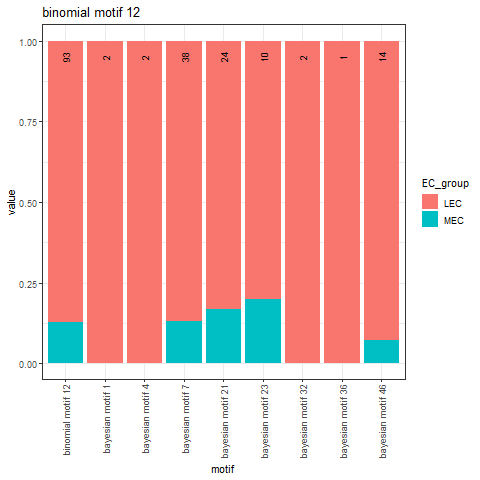 binomial motif 12
93 2 2 38 24 10 2 1 14
1.00
0.75
0.50
0.25
0.00
value
binomial motif 12
bayesian motif 1
bayesian motif 4
bayesian motif 7
bayesian motif 21
bayesian motif 23
bayesian motif 32
bayesian motif 36
bayesian motif 46
motif
EC_group
LEC
MEC